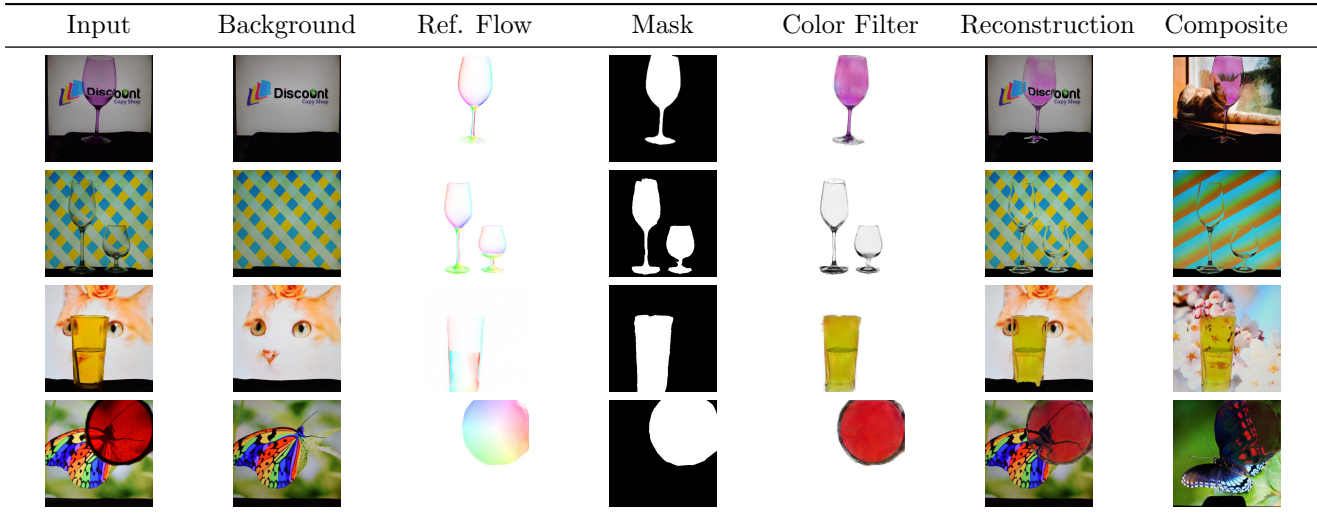 Input Background Ref. Flow Mask Color Filter Reconstruction Composite
Discount
Copy Shop
Discount
Copy Shop
Discount
Copy Shop